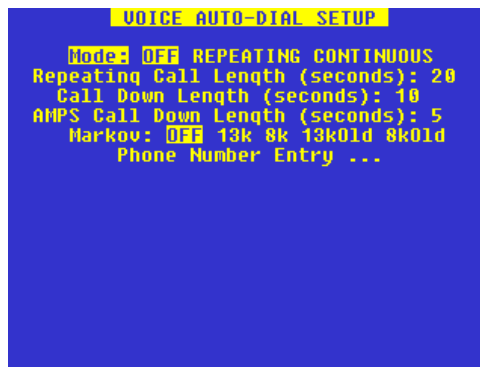 VOICE AUTO-DIAL SETUP
Mode: OFF REPEATING CONTINUOUS
Repeating Call Length (seconds): 20
Call Down Length (seconds): 10
AMPS Call Down Length (seconds): 5
Markov: OFF 13k 8k 13kOld 8kOld
Phone Number Entry ...